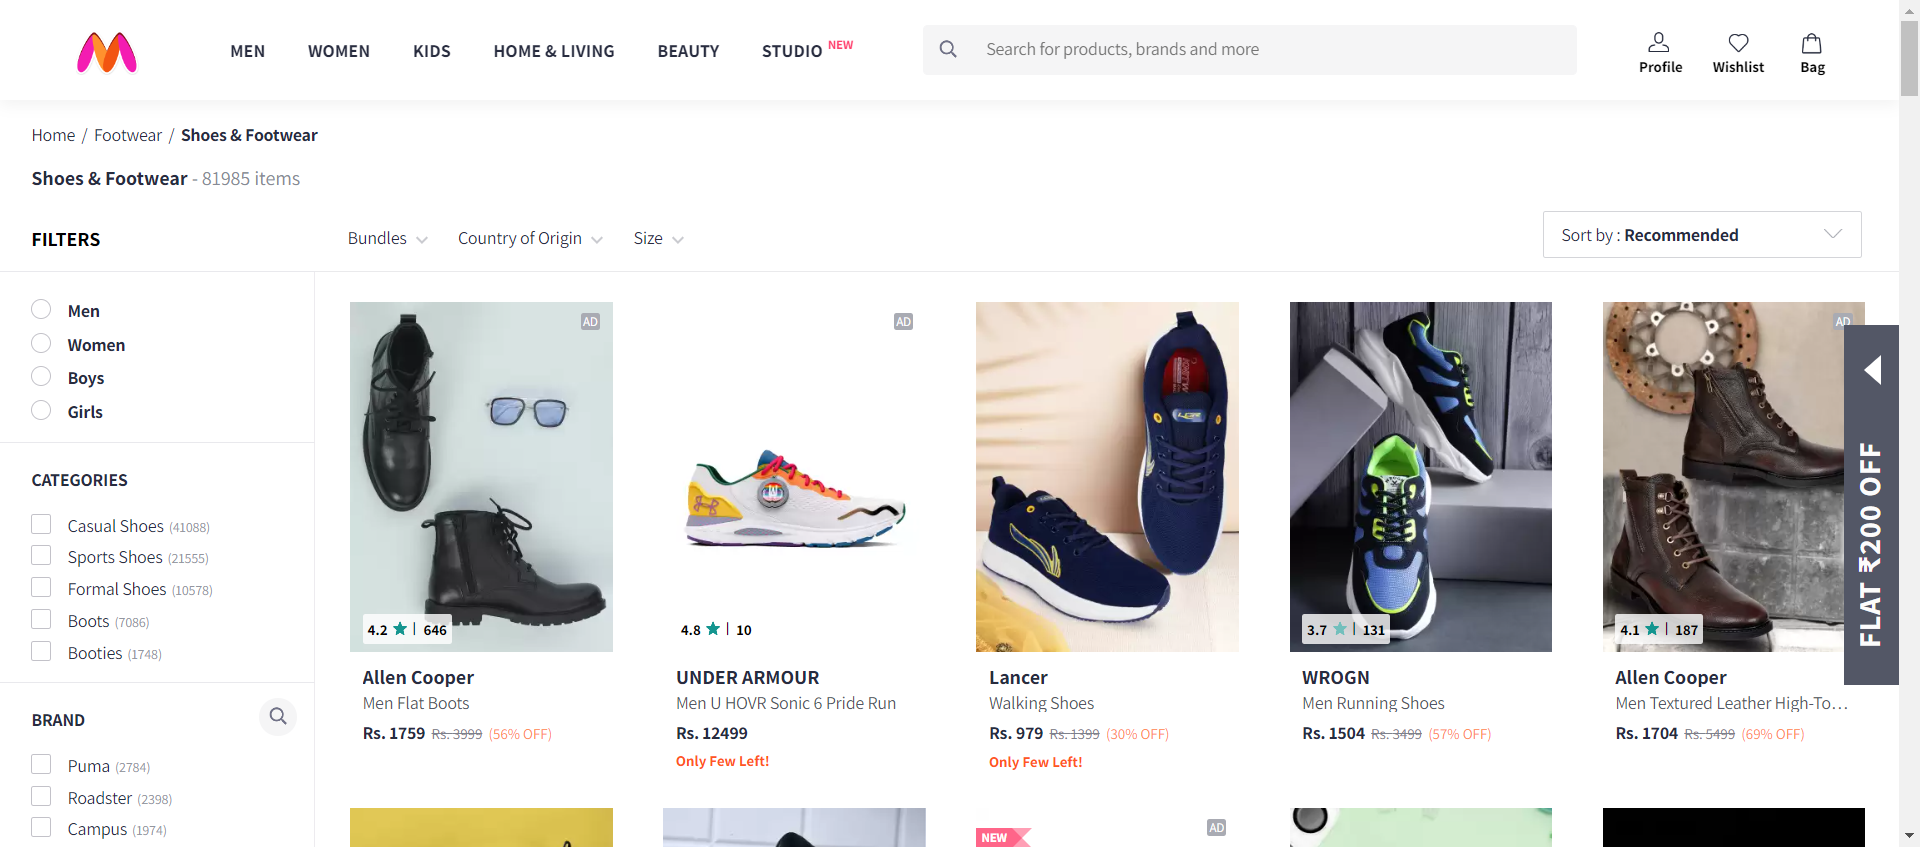 MEN
WOMEN
KIDS
HOME & LIVING
BEAUTY
STUDIO NEW
Search for products, brands and more
Profile
Wishlist
Bag
Home / Footwear / Shoes & Footwear
Shoes & Footwear - 81985 items
FILTERS
Bundles
Country of Origin
Size
Sort by : Recommended
Men
Women
Boys
Girls
CATEGORIES
Casual Shoes (41088)
Sports Shoes (21555)
Formal Shoes (10578)
Boots (7086)
Booties (1748)
BRAND
Puma (2784)
Roadster (2398)
Campus (1974)
AD
4.2 | 646
Allen Cooper
Men Flat Boots
Rs. 1759 Rs. 3999 (56% OFF)
AD
4.8 | 10
UNDER ARMOUR
Men U HOVR Sonic 6 Pride Run
Rs. 12499
Only Few Left!
LCR
Lancer
Walking Shoes
Rs. 979 Rs. 1399 (30% OFF)
Only Few Left!
3.7 | 131
WROGN
Men Running Shoes
Rs. 1504 Rs. 3499 (57% OFF)
AD
4.1 | 187
Allen Cooper
Men Textured Leather High-To...
Rs. 1704 Rs. 5499 (69% OFF)
FLAT ₹200 OFF
NEW
AD